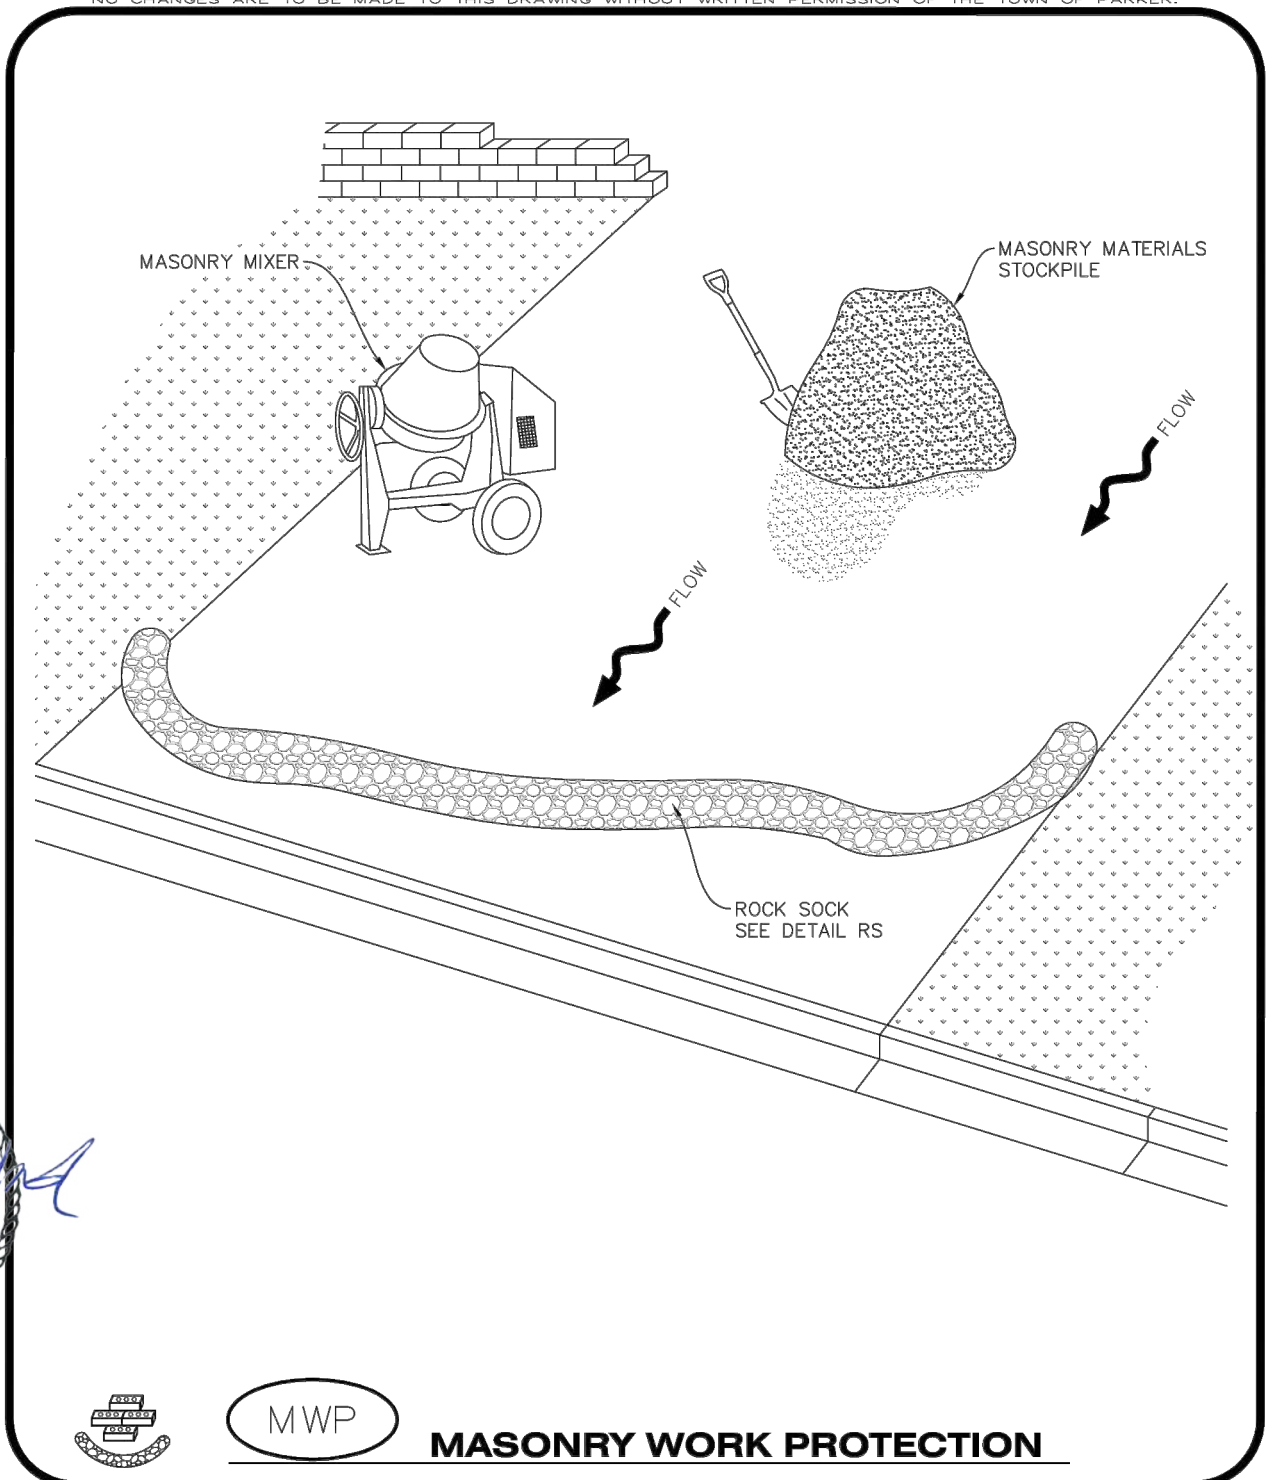 NO CHANGES ARE TO BE MADE TO THIS DRAWING WITHOUT WRITTEN PERMISSION OF THE TOWN OF PARKER.
MASONRY MIXER
MASONRY MATERIALS
STOCKPILE
FLOW
FLOW
ROCK SOCK
SEE DETAIL RS
MWP
MASONRY WORK PROTECTION